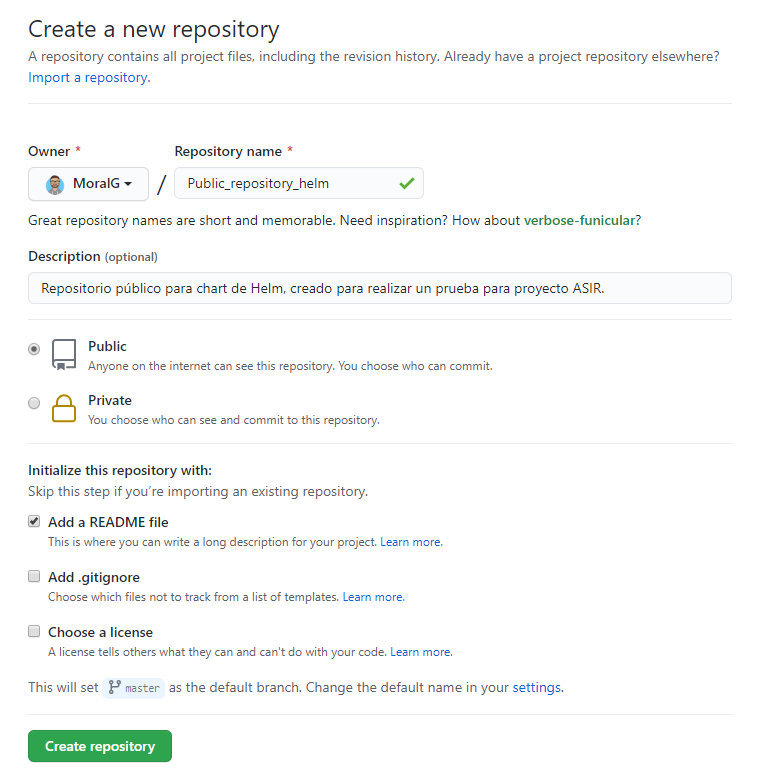 Create a new repository
A repository contains all project files, including the revision history. Already have a project repository elsewhere?
Import a repository.
Owner * Repository name *
MoralG / Public_repository_helm
Great repository names are short and memorable. Need inspiration? How about verbose-funicular?
Description (optional)
Repositorio público para chart de Helm, creado para realizar un prueba para proyecto ASIR.
Public
Anyone on the internet can see this repository. You choose who can commit.
Private
You choose who can see and commit to this repository.
Initialize this repository with:
Skip this step if you're importing an existing repository.
Add a README file
This is where you can write a long description for your project. Learn more.
Add .gitignore
Choose which files not to track from a list of templates. Learn more.
Choose a license
A license tells others what they can and can't do with your code. Learn more.
This will set master as the default branch. Change the default name in your settings.
Create repository